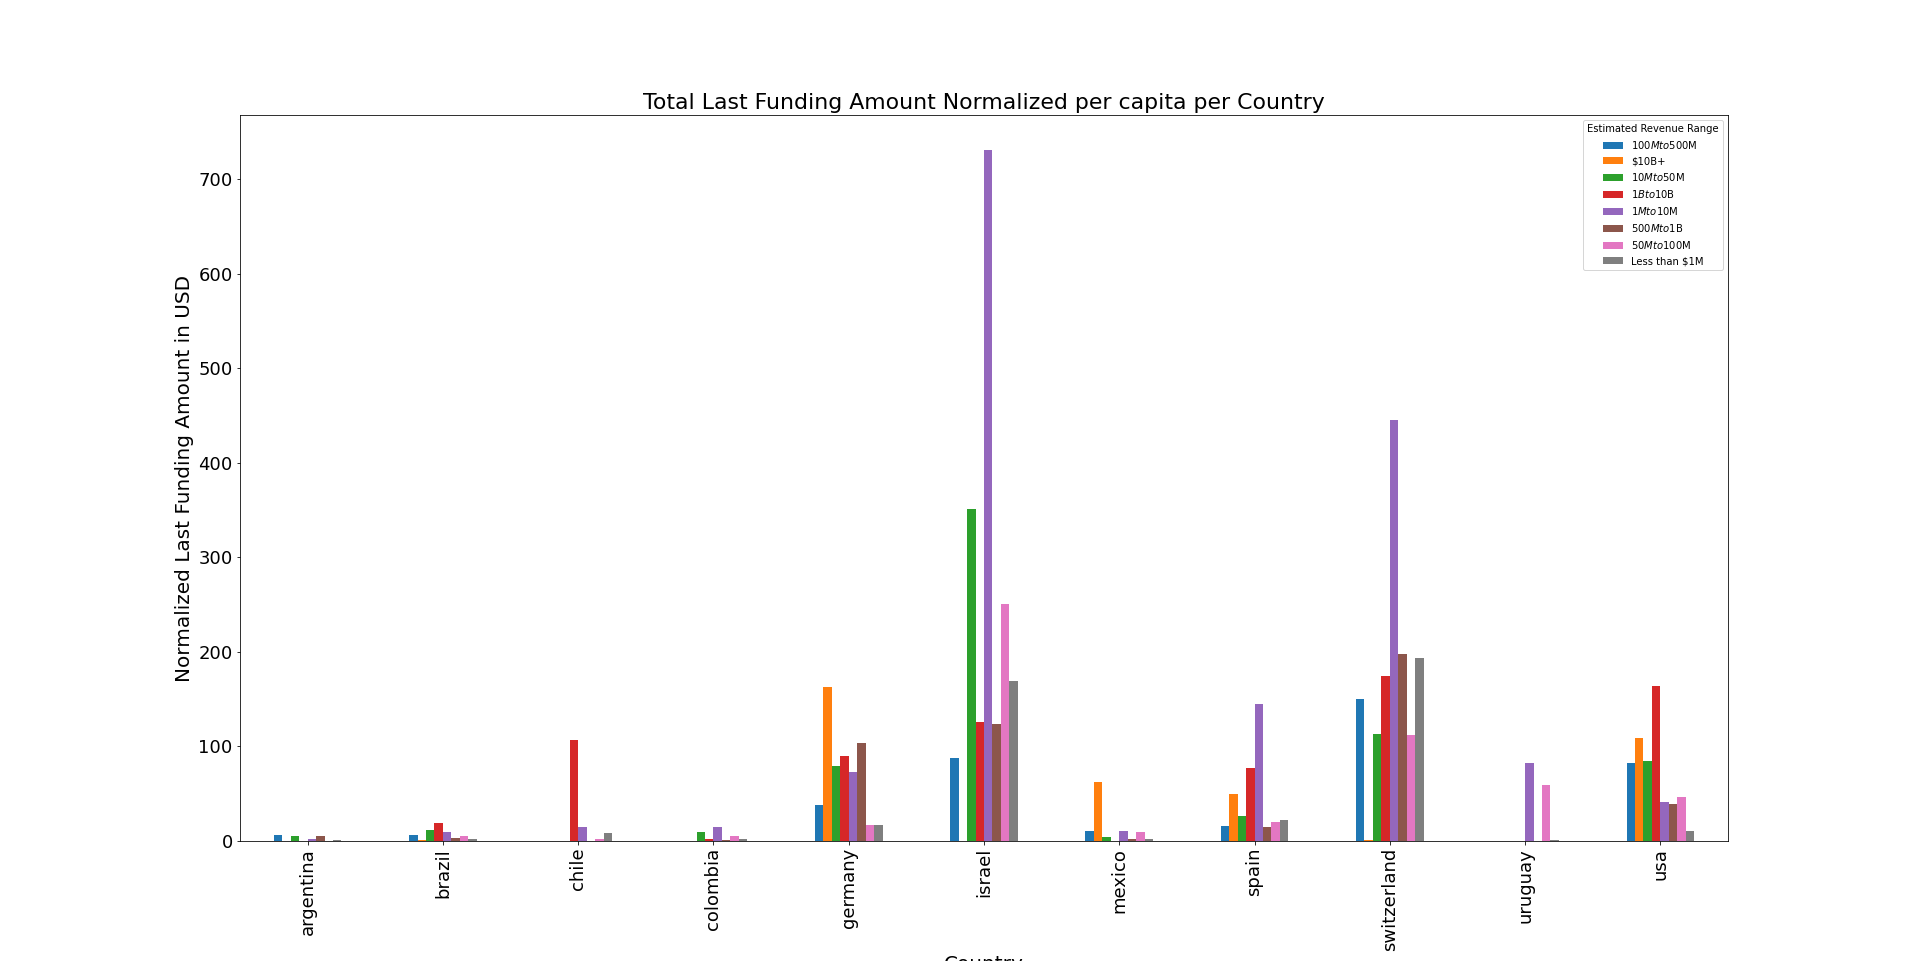 Total Last Funding Amount Normalized per capita per Country
Normalized Last Funding Amount in USD
700
600
500
400
300
200
100
0
Estimated Revenue Range
100Mto500M
$10B+
10Mto50M
1Bto10B
1Mto10M
500Mto1B
50Mto100M
Less than $1M
argentina
brazil
chile
colombia
germany
israel
mexico
spain
switzerland
uruguay
usa
Country